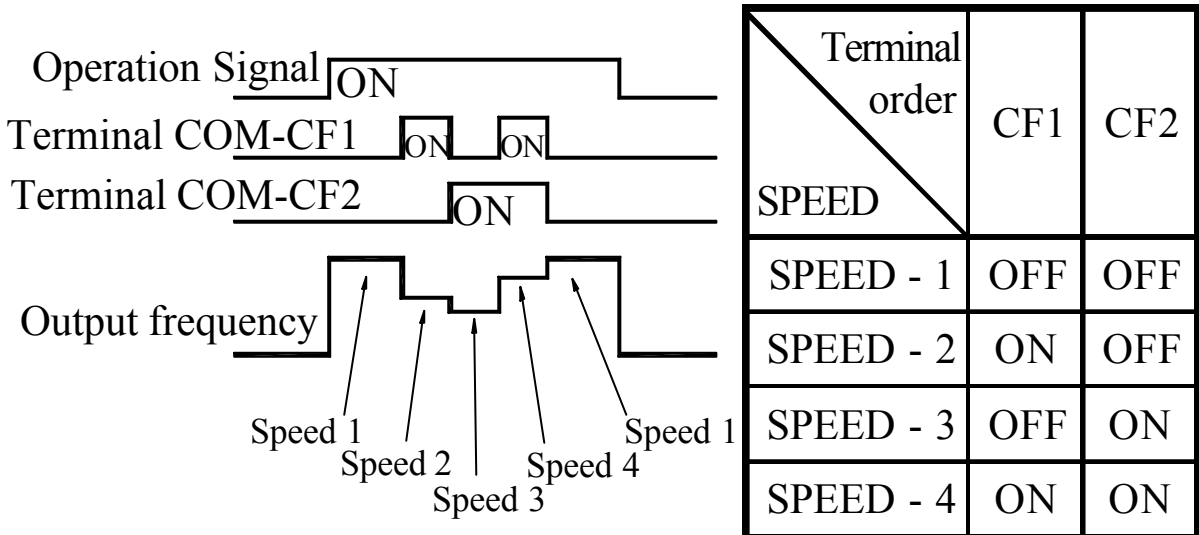 Operation Signal
ON
Terminal COM-CF1
ON ON
Terminal COM-CF2
ON
Output frequency
Speed 1
Speed 2
Speed 3
Speed 4
Speed 1
Terminal
order
SPEED
CF1 CF2
SPEED - 1 OFF OFF
SPEED - 2 ON OFF
SPEED - 3 OFF ON
SPEED - 4 ON ON